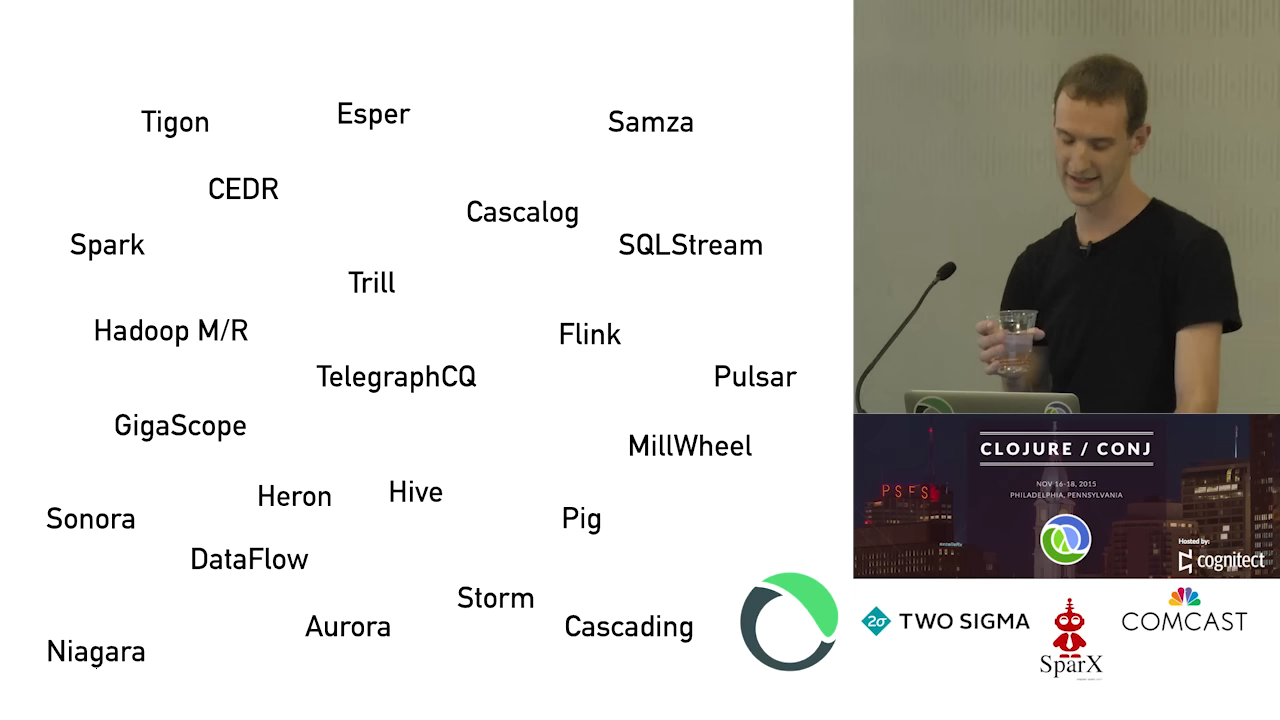 Tigon
Esper
Samza
CEDR
Cascalog
Spark
SQLStream
Trill
Hadoop M/R
Flink
TelegraphCQ
Pulsar
GigaScope
MillWheel
Heron
Hive
Sonora
Pig
DataFlow
Storm
Aurora
Cascading
Niagara
CLOJURE / CONJ
NOV 16-18, 2015
PHILADELPHIA, PENNSYLVANIA
PSFS
Hosted by:
cognitect
2σ TWO SIGMA
SparX
COMCAST